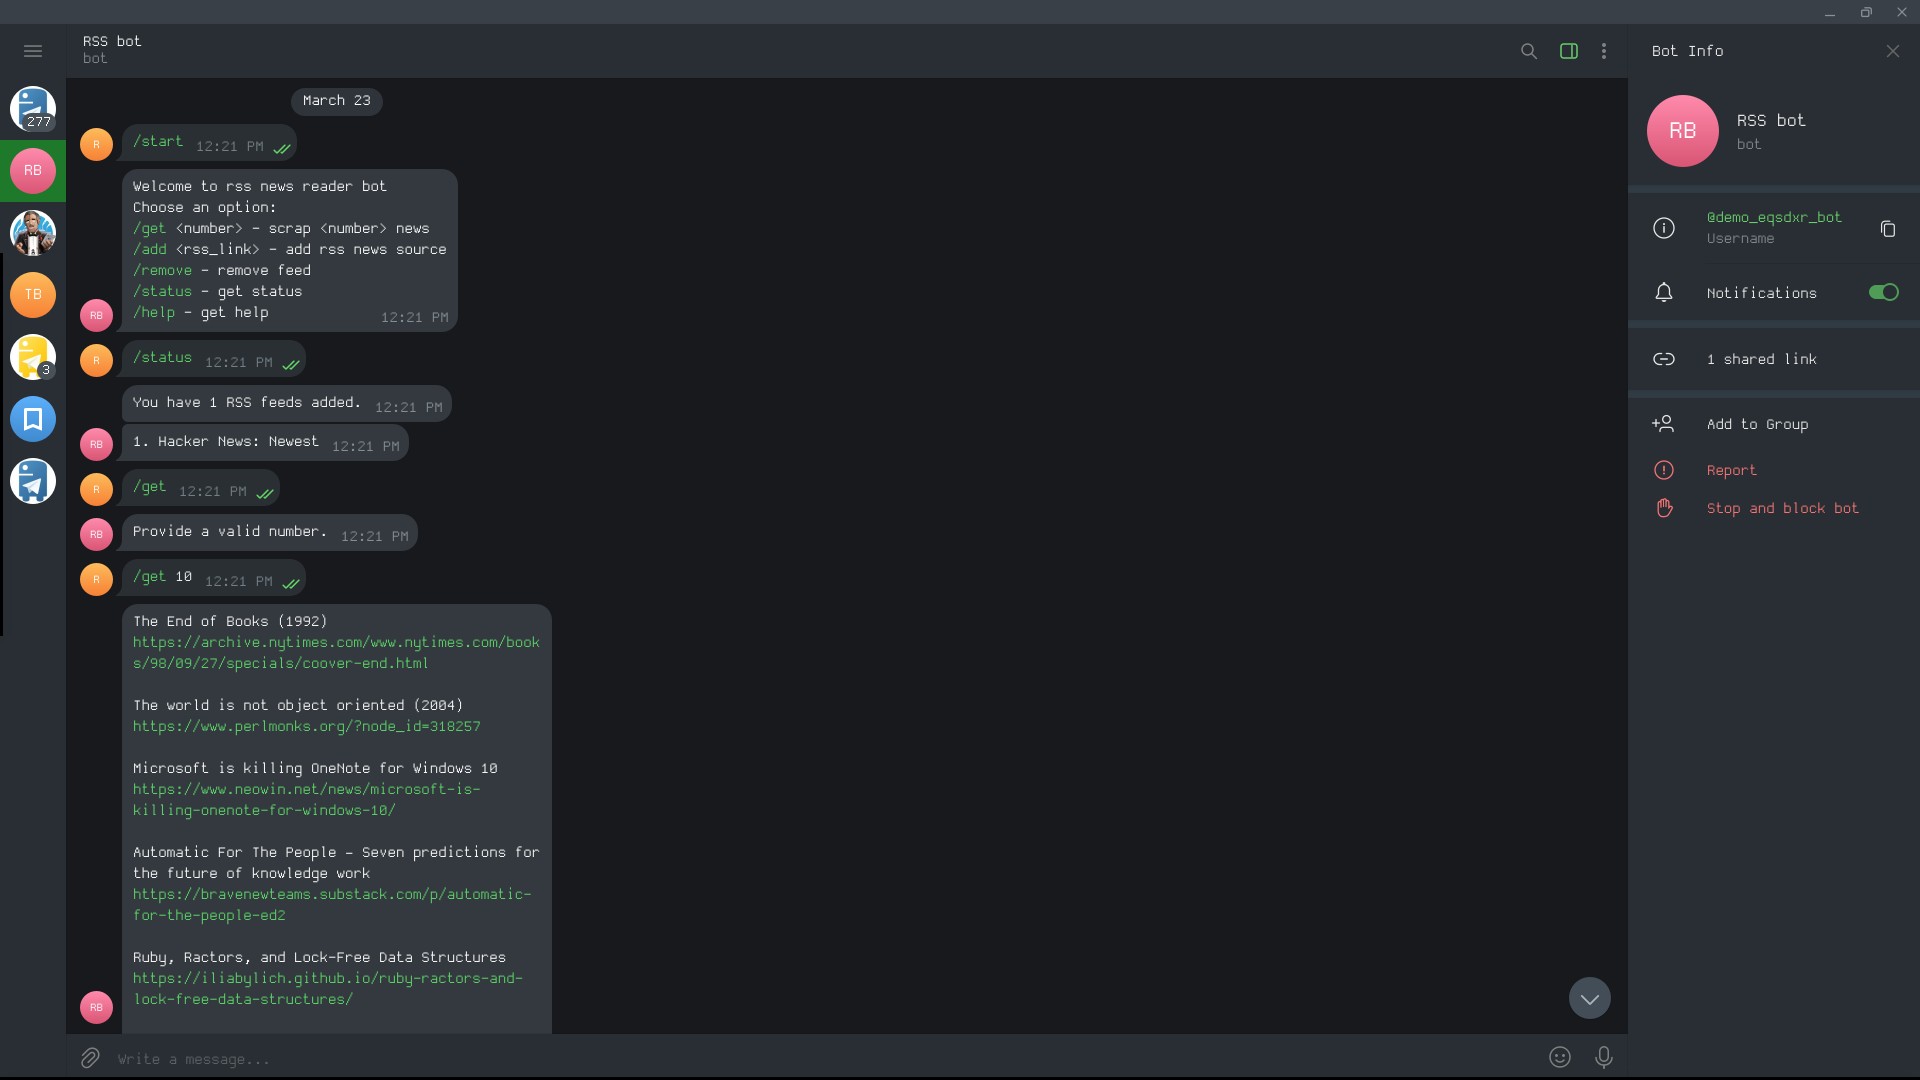 RSS bot
bot
Bot Info
277
RB
TB
3
March 23
R
/start 12:21 PM
Welcome to rss news reader bot
Choose an option:
/get <number> - scrap <number> news
/add <rss_link> - add rss news source
/remove - remove feed
/status - get status
/help - get help 12:21 PM
RB
R
/status 12:21 PM
You have 1 RSS feeds added. 12:21 PM
RB
1. Hacker News: Newest 12:21 PM
R
/get 12:21 PM
RB
Provide a valid number. 12:21 PM
R
/get 10 12:21 PM
The End of Books (1992)
https://archive.nytimes.com/www.nytimes.com/book
s/98/09/27/specials/coover-end.html
The world is not object oriented (2004)
https://www.perlmonks.org/?node_id=318257
Microsoft is killing OneNote for Windows 10
https://www.neowin.net/news/microsoft-is-
killing-onenote-for-windows-10/
Automatic For The People - Seven predictions for
the future of knowledge work
https://bravenewteams.substack.com/p/automatic-
for-the-people-ed2
Ruby, Ractors, and Lock-Free Data Structures
https://iliabylich.github.io/ruby-ractors-and-
lock-free-data-structures/
RB
Write a message...
RB
RSS bot
bot
@demo_eqsdxr_bot
Username
Notifications
1 shared link
Add to Group
Report
Stop and block bot